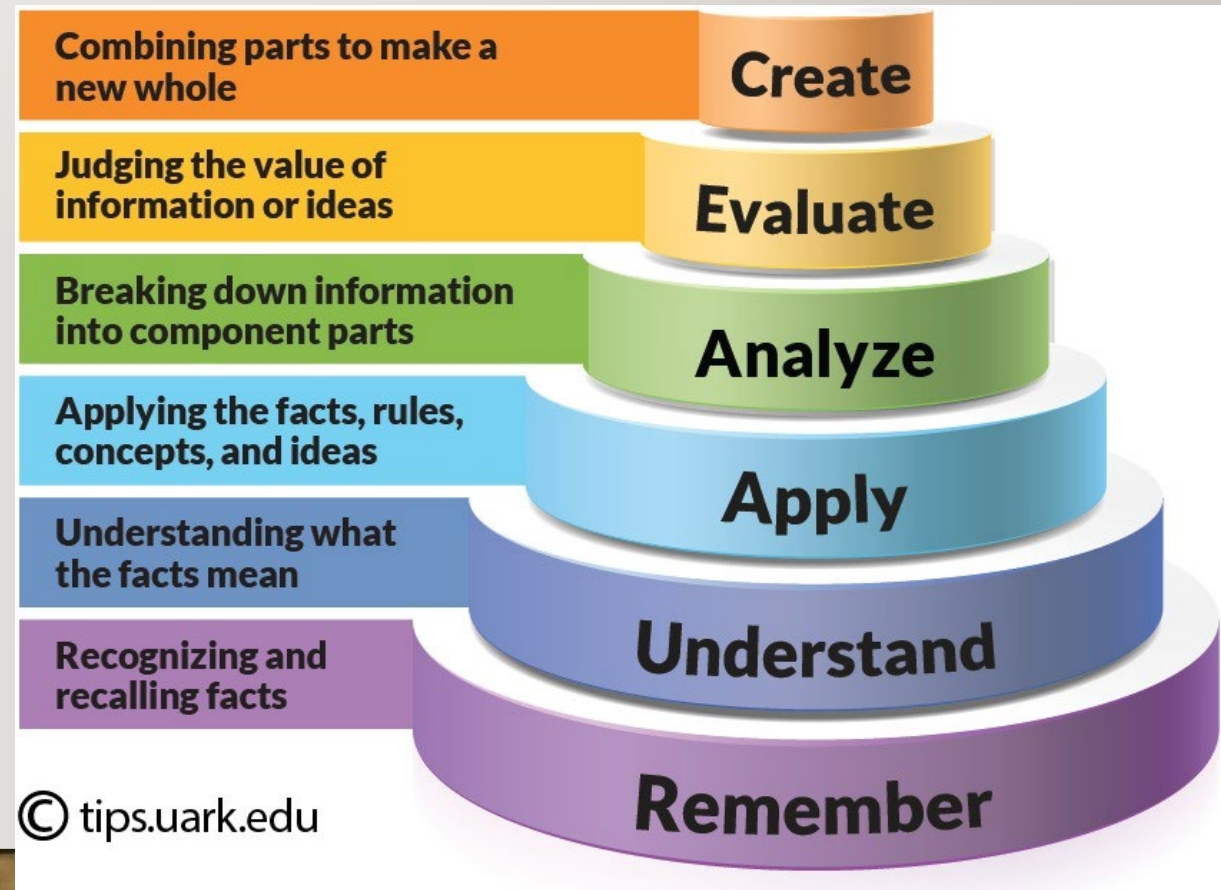 Combining parts to make a
new whole
Create
Judging the value of
information or ideas
Evaluate
Breaking down information
into component parts
Analyze
Applying the facts, rules,
concepts, and ideas
Apply
Understanding what
the facts mean
Understand
Recognizing and
recalling facts
Remember
© tips.uark.edu